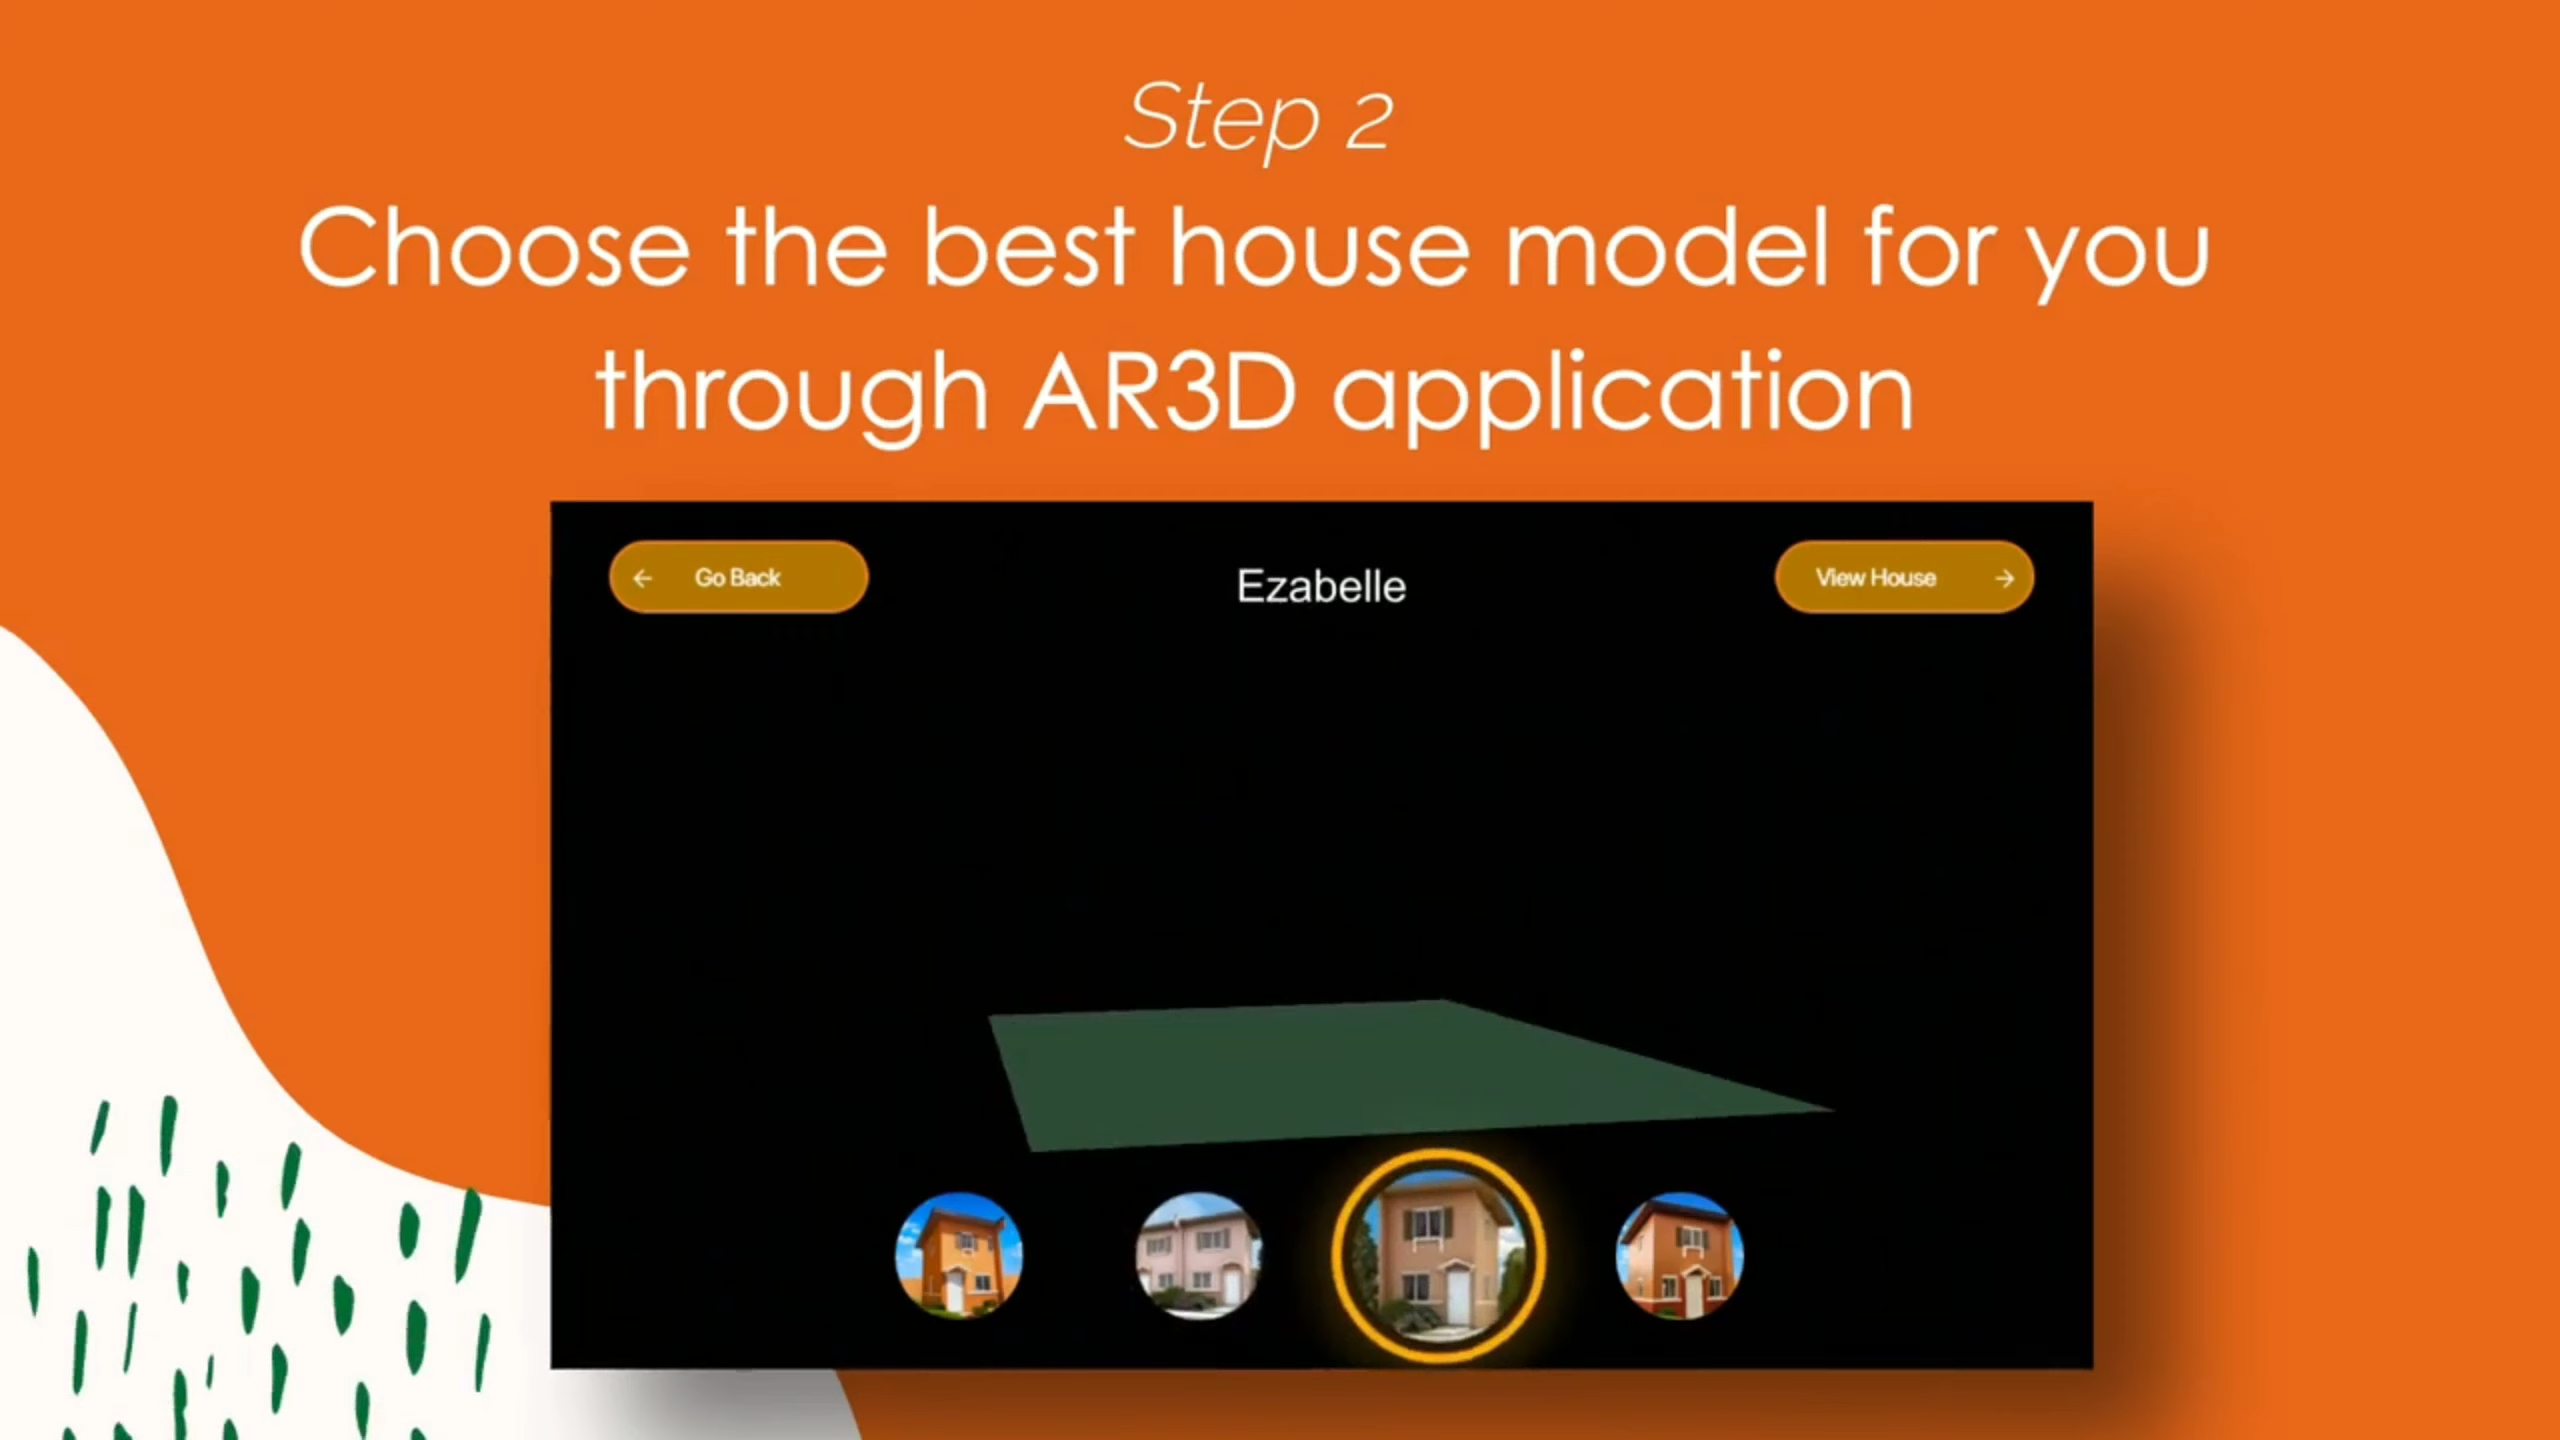 Step 2
Choose the best house model for you
through AR3D application
Go Back
Ezabelle
View House